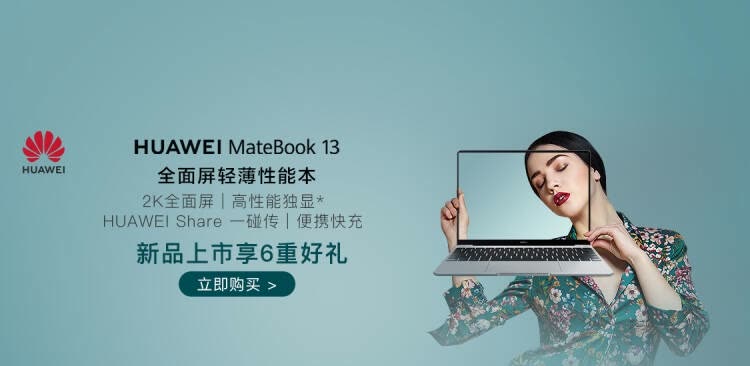 HUAWEI
HUAWEI MateBook 13
全面屏轻薄性能本
2K全面屏｜高性能独显*
HUAWEI Share 一碰传｜便携快充
新品上市享6重好礼
立即购买 >